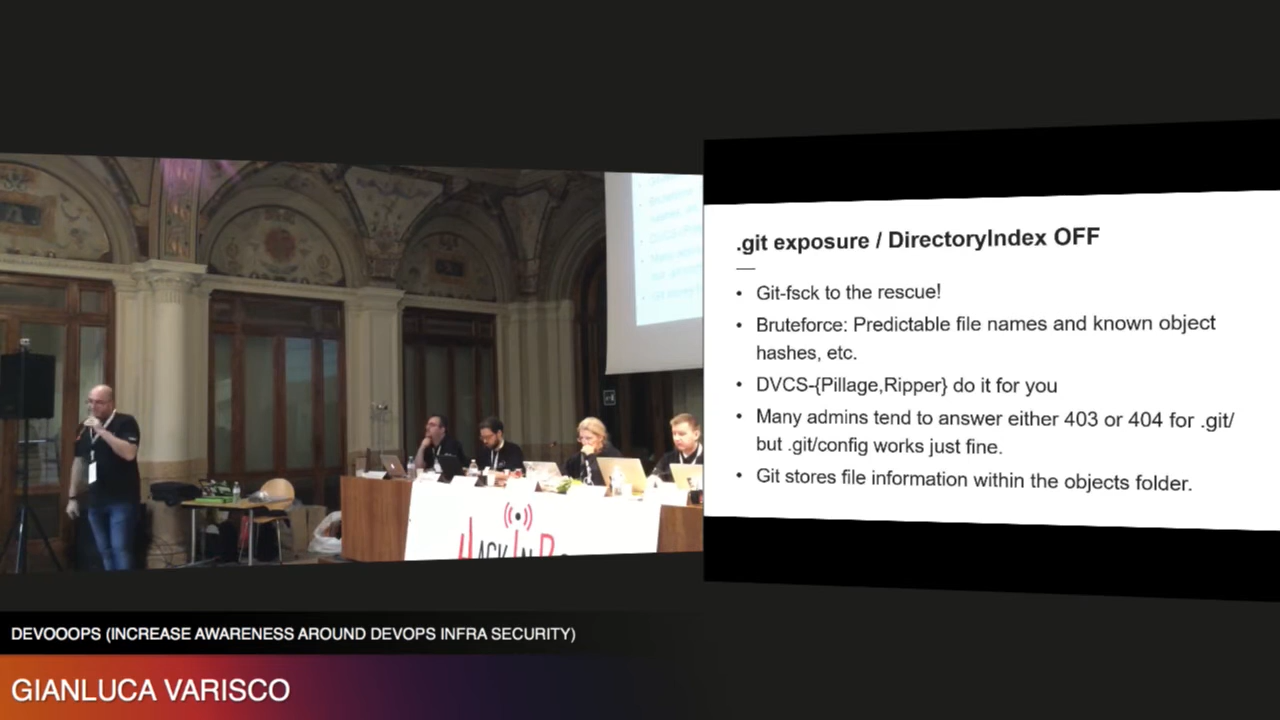 .git exposure / DirectoryIndex OFF
• Git-fsck to the rescue!
• Bruteforce: Predictable file names and known object
hashes, etc.
• DVCS-{Pillage,Ripper} do it for you
• Many admins tend to answer either 403 or 404 for .git/
but .git/config works just fine.
• Git stores file information within the objects folder.
HACK IN
DEVOOOPS (INCREASE AWARENESS AROUND DEVOPS INFRA SECURITY)
GIANLUCA VARISCO